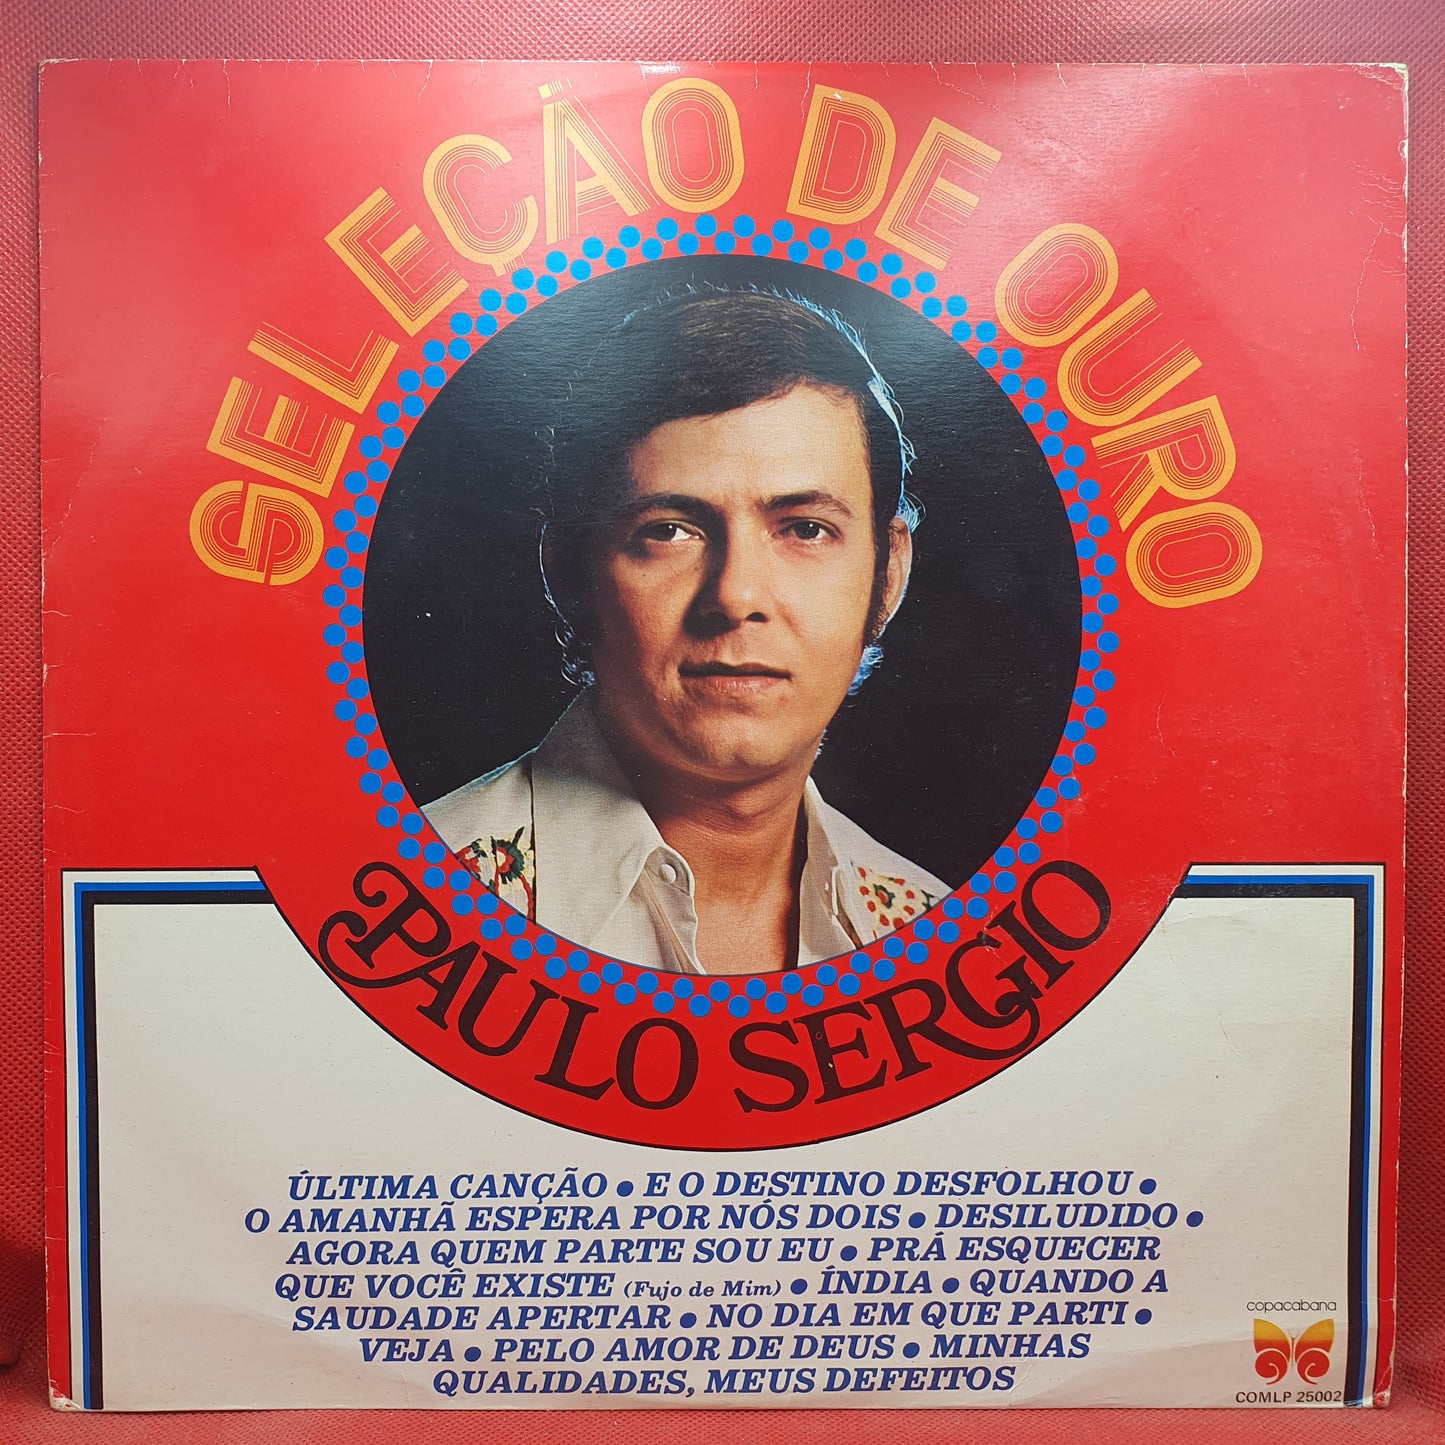 SELEÇÃO DE OURO
PAULO SERGIO
ÚLTIMA CANÇÃO • E O DESTINO DESFOLHOU •
O AMANHÃ ESPERA POR NÓS DOIS • DESILUDIDO •
AGORA QUEM PARTE SOU EU • PRÁ ESQUECER
QUE VOCÊ EXISTE (Fujo de Mim) • ÍNDIA • QUANDO A
SAUDADE APERTAR • NO DIA EM QUE PARTI •
VEJA • PELO AMOR DE DEUS • MINHAS
QUALIDADES, MEUS DEFEITOS
copacabana
COMLP 25002